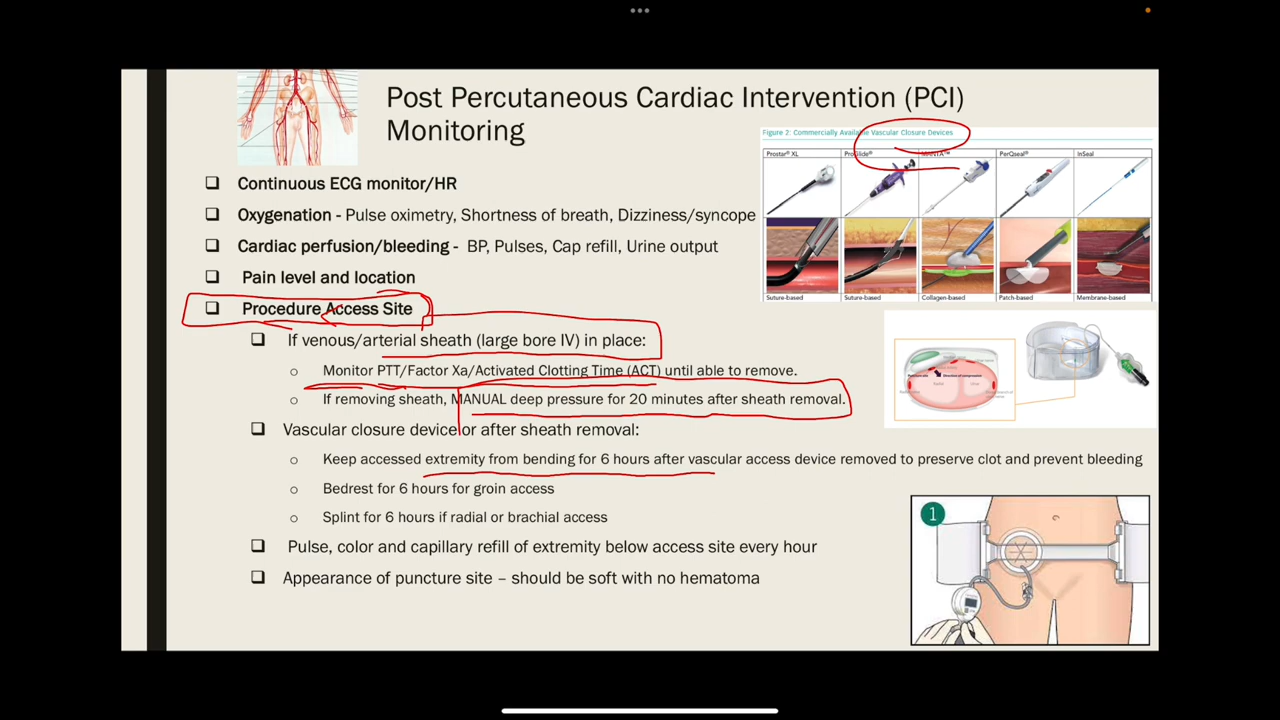 Post Percutaneous Cardiac Intervention (PCI)
Monitoring
Figure 2: Commercially Available Vascular Closure Devices
Prostar® XL
ProGlide®
MANTA™
PerQseal®
InSeal
Suture-based
Suture-based
Collagen-based
Patch-based
Membrane-based
Continuous ECG monitor/HR
Oxygenation - Pulse oximetry, Shortness of breath, Dizziness/syncope
Cardiac perfusion/bleeding - BP, Pulses, Cap refill, Urine output
Pain level and location
Procedure Access Site
If venous/arterial sheath (large bore IV) in place:
Monitor PTT/Factor Xa/Activated Clotting Time (ACT) until able to remove.
If removing sheath, MANUAL deep pressure for 20 minutes after sheath removal.
Vascular closure device or after sheath removal:
Keep accessed extremity from bending for 6 hours after vascular access device removed to preserve clot and prevent bleeding
Bedrest for 6 hours for groin access
Splint for 6 hours if radial or brachial access
Pulse, color and capillary refill of extremity below access site every hour
Appearance of puncture site – should be soft with no hematoma
Radial
1